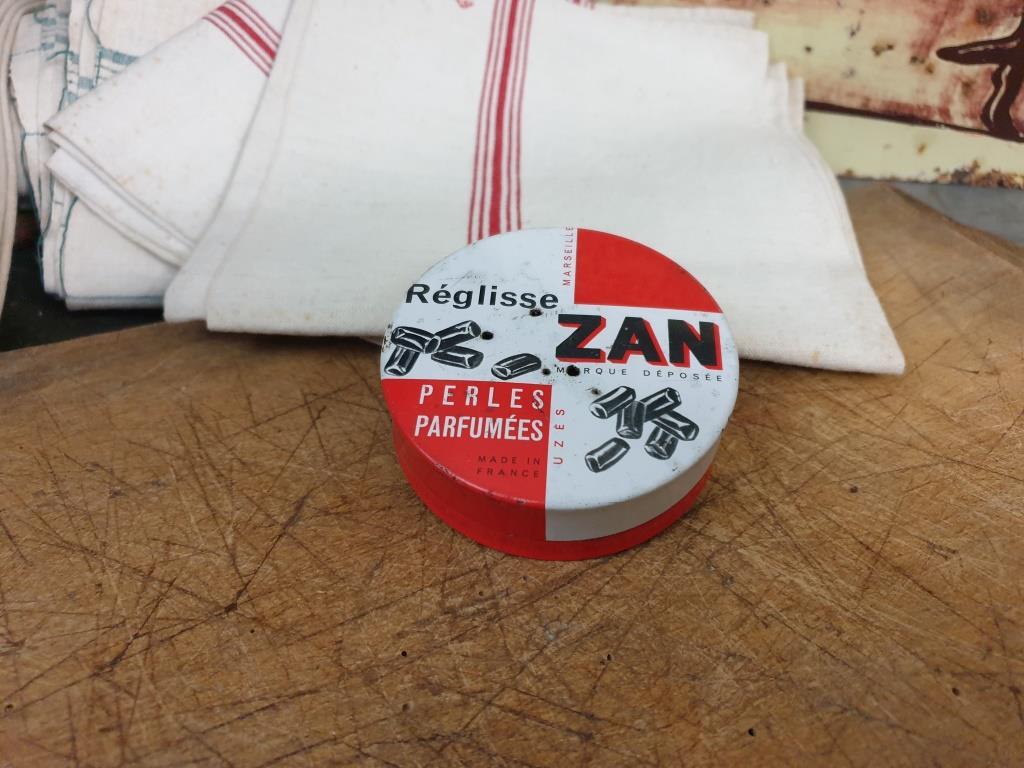 MARSEILLE
Réglisse
ZAN
MARQUE DÉPOSÉE
PERLES
PARFUMÉES
UZÈS
MADE IN
FRANCE